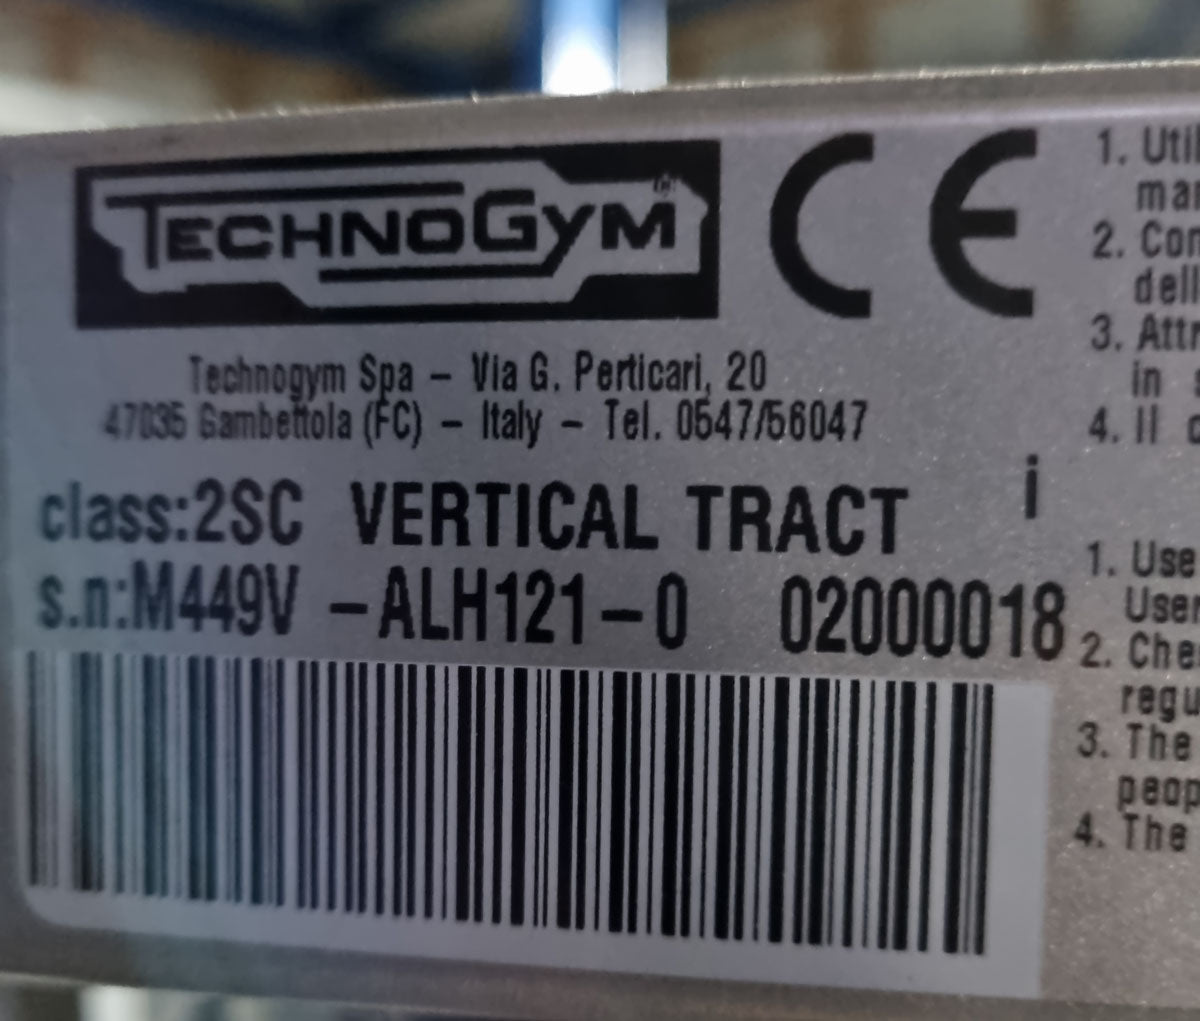 TECHNOGYM
CE
Technogym Spa – Via G. Perticari, 20
47035 Gambettola (FC) – Italy – Tel. 0547/56047
class:2SC VERTICAL TRACT i
s.n:M449V –ALH121–0 02000018
1. Util
mar
2. Con
dell
3. Attr
in s
4. Il c
1. Use
User
2. Che
regu
3. The
peop
4. The